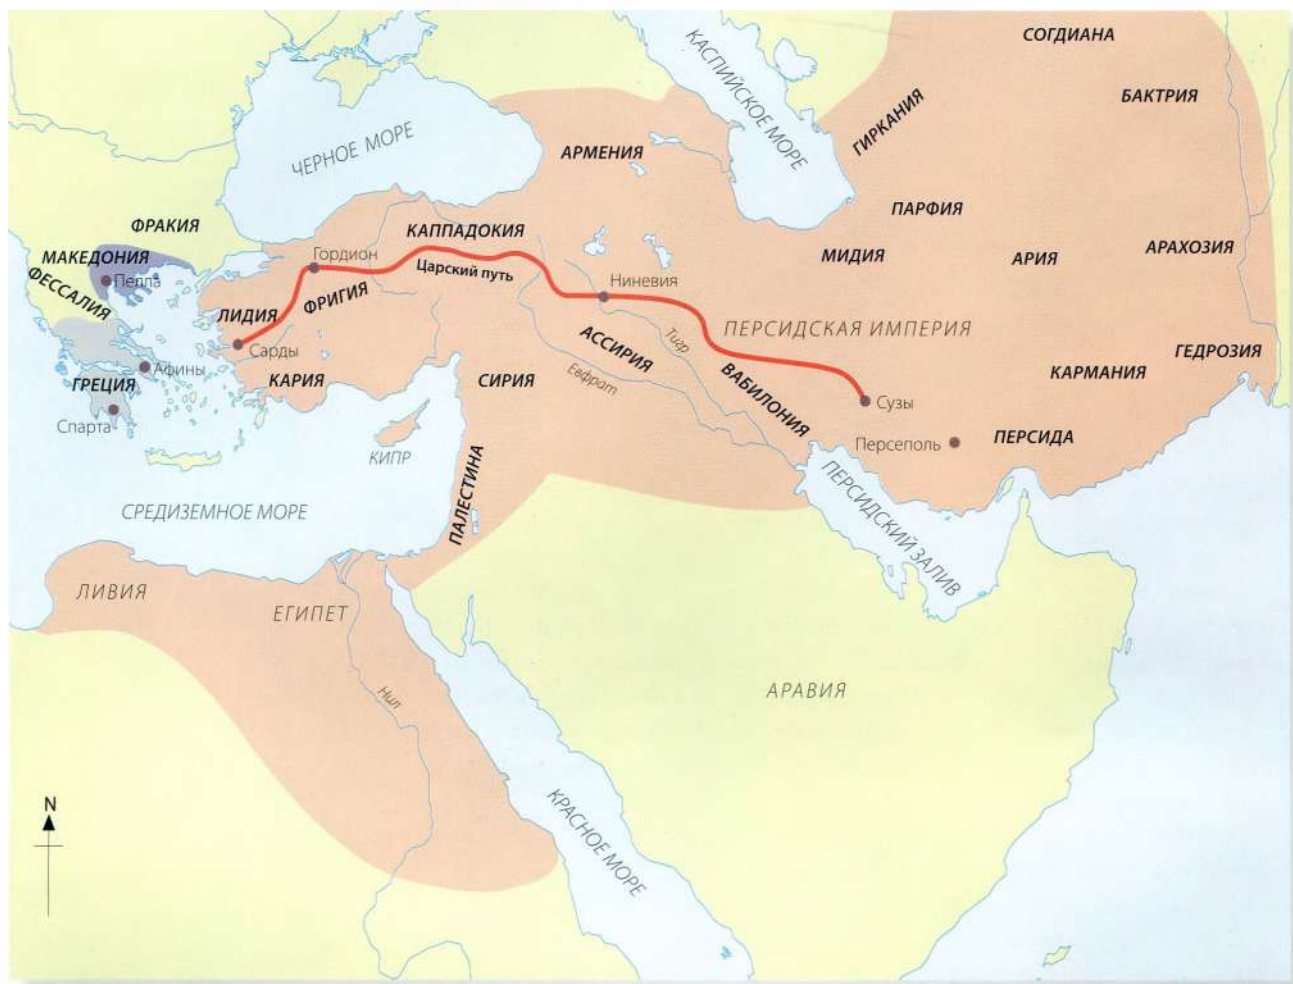 СОГДИАНА
БАКТРИЯ
КАСПИЙСКОЕ МОРЕ
ГИРКАНИЯ
ЧЕРНОЕ МОРЕ
АРМЕНИЯ
ПАРФИЯ
ФРАКИЯ
КАППАДОКИЯ
МАКЕДОНИЯ
Гордион
МИДИЯ
АРИЯ
АРАХОЗИЯ
Царский путь
Пелла
ФЕССАЛИЯ
Ниневия
ФРИГИЯ
ЛИДИЯ
ПЕРСИДСКАЯ ИМПЕРИЯ
Тигр
АССИРИЯ
Сарды
Афины
ГЕДРОЗИЯ
ГРЕЦИЯ
КАРИЯ
СИРИЯ
Евфрат
ВАБИЛОНИЯ
КАРМАНИЯ
Сузы
Спарта
Персеполь
ПЕРСИДА
КИПР
ПАЛЕСТИНА
СРЕДИЗЕМНОЕ МОРЕ
ПЕРСИДСКИЙ ЗАЛИВ
ЛИВИЯ
ЕГИПЕТ
Нил
АРАВИЯ
N
КРАСНОЕ МОРЕ